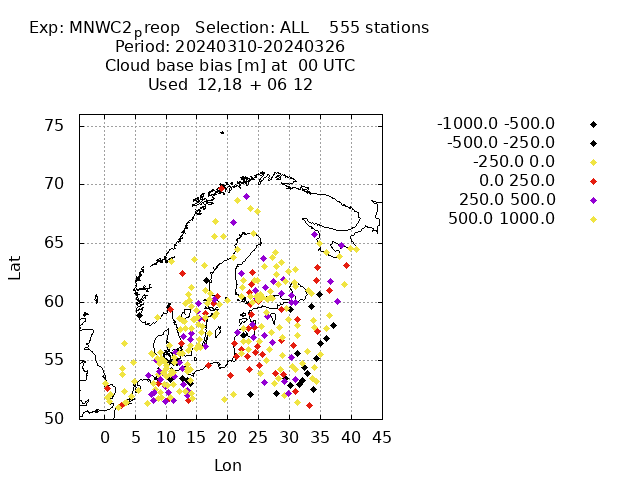 Exp: MNWC2_preop   Selection: ALL    555 stations
Period: 20240310-20240326
Cloud base bias [m] at  00 UTC
Used 12,18 + 06 12
-1000.0 -500.0
-500.0 -250.0
-250.0 0.0
0.0 250.0
250.0 500.0
500.0 1000.0
75
70
65
60
55
50
Lat
0 5 10 15 20 25 30 35 40 45
Lon